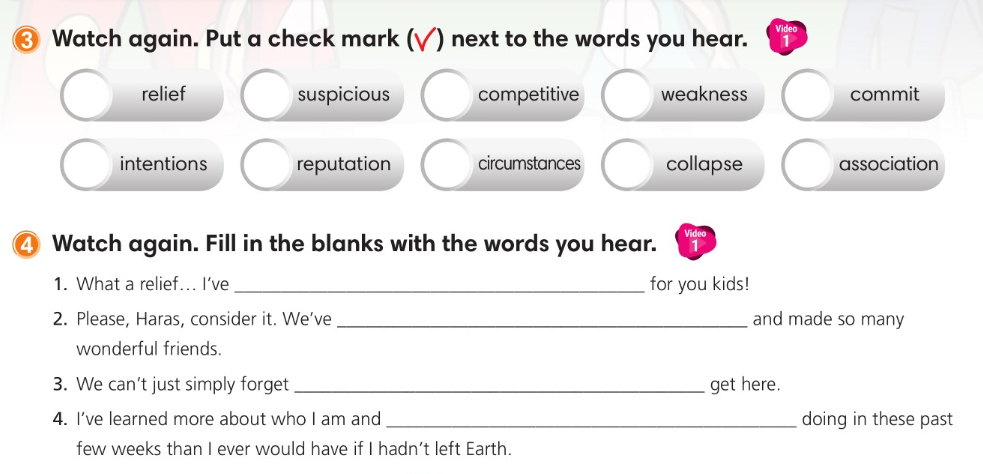 3 Watch again. Put a check mark (✓) next to the words you hear. Video 1
relief suspicious competitive weakness commit
intentions reputation circumstances collapse association
4 Watch again. Fill in the blanks with the words you hear. Video 1
1. What a relief... I've ______________________ for you kids!
2. Please, Haras, consider it. We've ______________________ and made so many
wonderful friends.
3. We can't just simply forget ______________________ get here.
4. I've learned more about who I am and ______________________ doing in these past
few weeks than I ever would have if I hadn't left Earth.